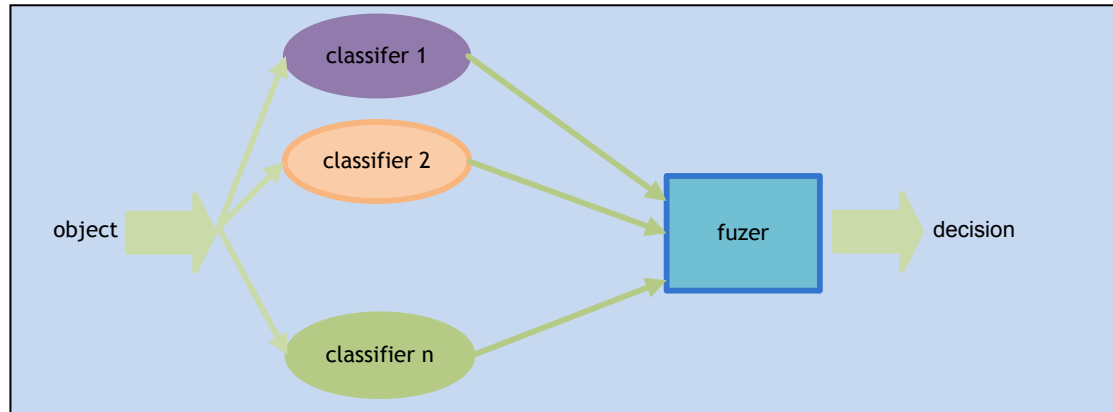 classifer 1
classifier 2
object
fuzer
decision
classifier n